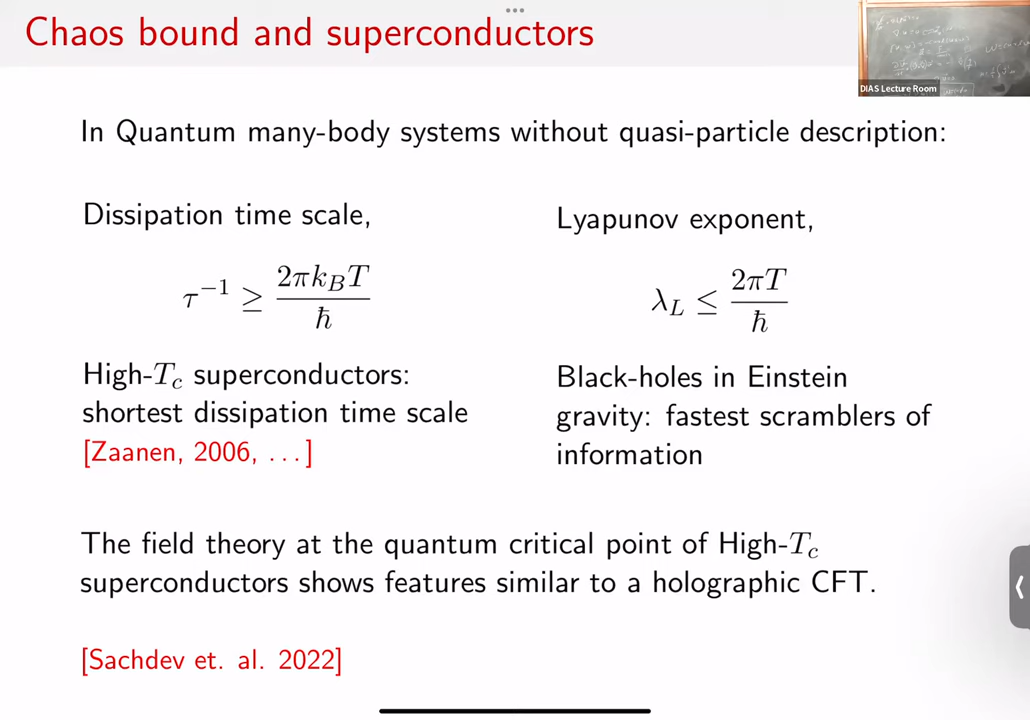 Chaos bound and superconductors
DIAS Lecture Room
In Quantum many-body systems without quasi-particle description:
Dissipation time scale,
τ⁻¹ ≥ 2πk_BT / ħ
High-T_c superconductors:
shortest dissipation time scale
[Zaanen, 2006, ...]
Lyapunov exponent,
λ_L ≤ 2πT / ħ
Black-holes in Einstein
gravity: fastest scramblers of
information
The field theory at the quantum critical point of High-T_c
superconductors shows features similar to a holographic CFT.
[Sachdev et. al. 2022]